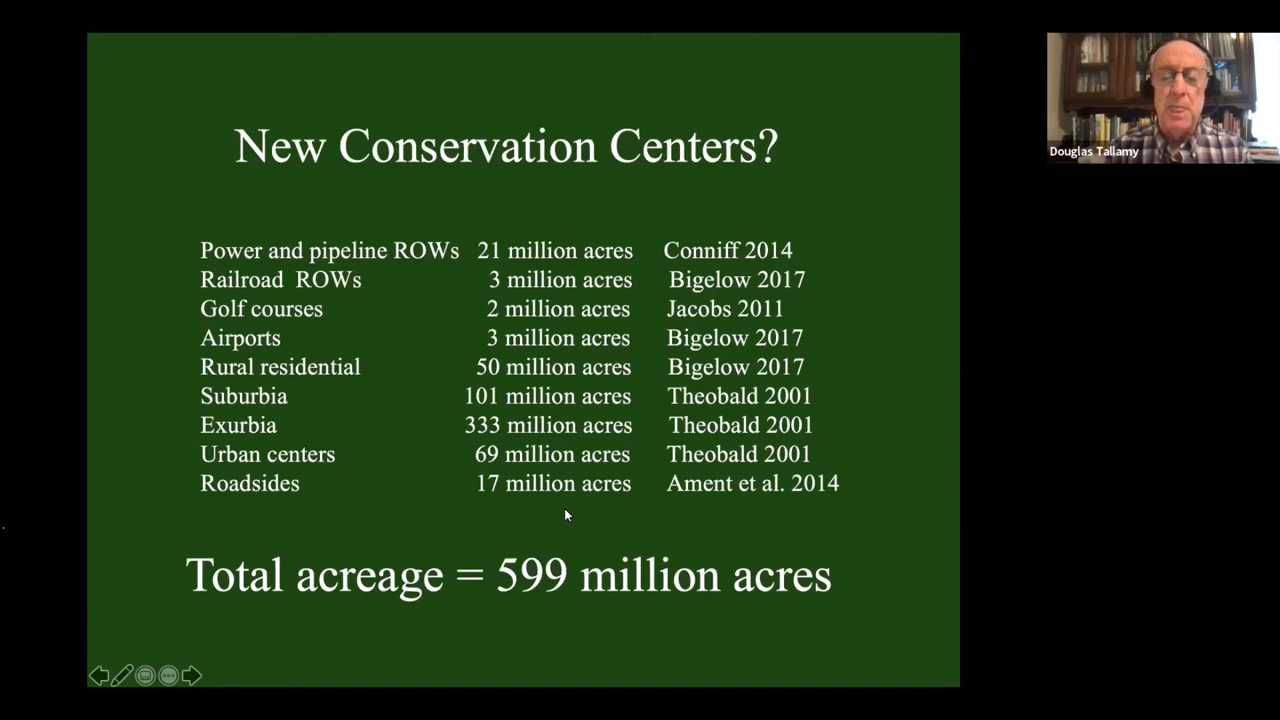 New Conservation Centers?
Power and pipeline ROWs 21 million acres Conniff 2014
Railroad ROWs 3 million acres Bigelow 2017
Golf courses 2 million acres Jacobs 2011
Airports 3 million acres Bigelow 2017
Rural residential 50 million acres Bigelow 2017
Suburbia 101 million acres Theobald 2001
Exurbia 333 million acres Theobald 2001
Urban centers 69 million acres Theobald 2001
Roadsides 17 million acres Ament et al. 2014
Total acreage = 599 million acres
Douglas Tallamy